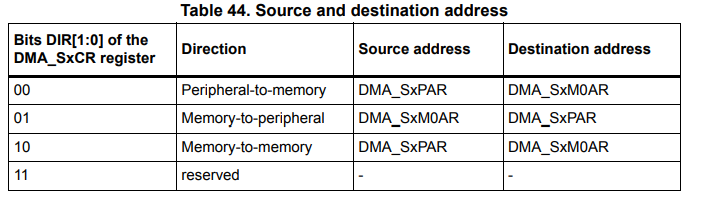 Table 44. Source and destination address
Bits DIR[1:0] of the
DMA_SxCR register
Direction
Source address
Destination address
00
Peripheral-to-memory
DMA_SxPAR
DMA_SxM0AR
01
Memory-to-peripheral
DMA_SxM0AR
DMA_SxPAR
10
Memory-to-memory
DMA_SxPAR
DMA_SxM0AR
11
reserved
-
-